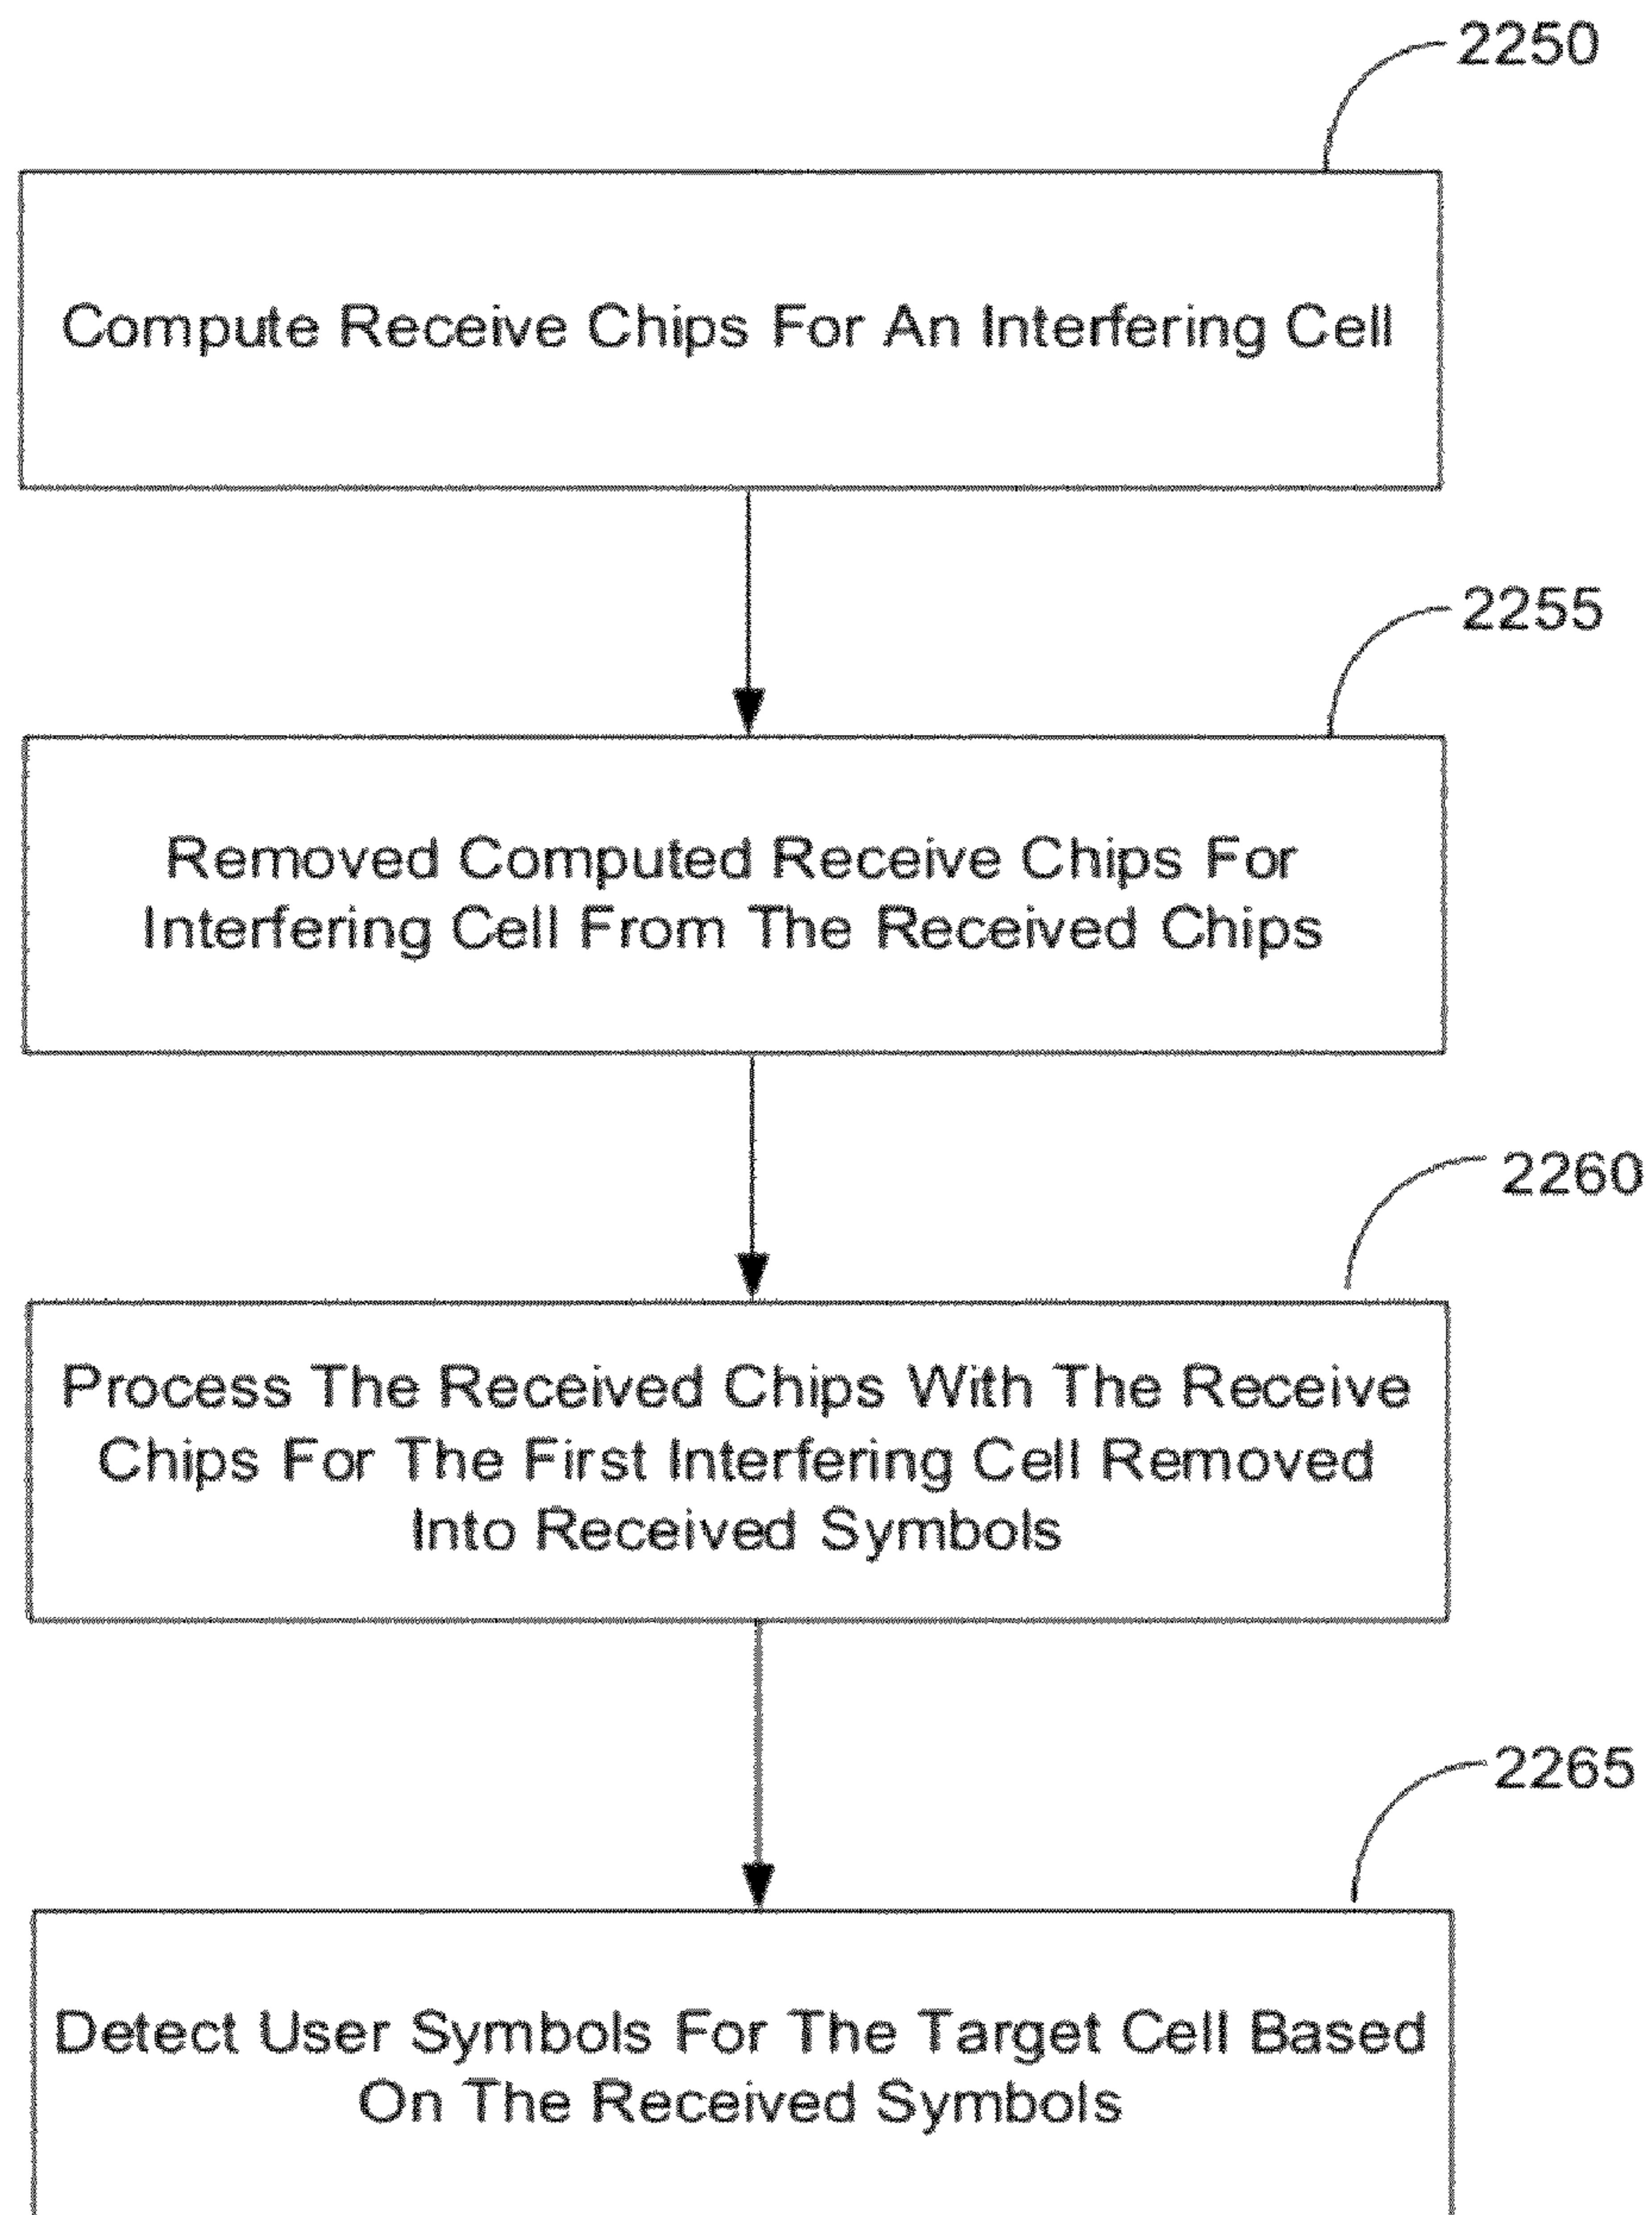 2250
Compute Receive Chips For An Interfering Cell
2255
Removed Computed Receive Chips For
Interfering Cell From The Received Chips
2260
Process The Received Chips With The Receive
Chips For The First Interfering Cell Removed
Into Received Symbols
2265
Detect User Symbols For The Target Cell Based
On The Received Symbols